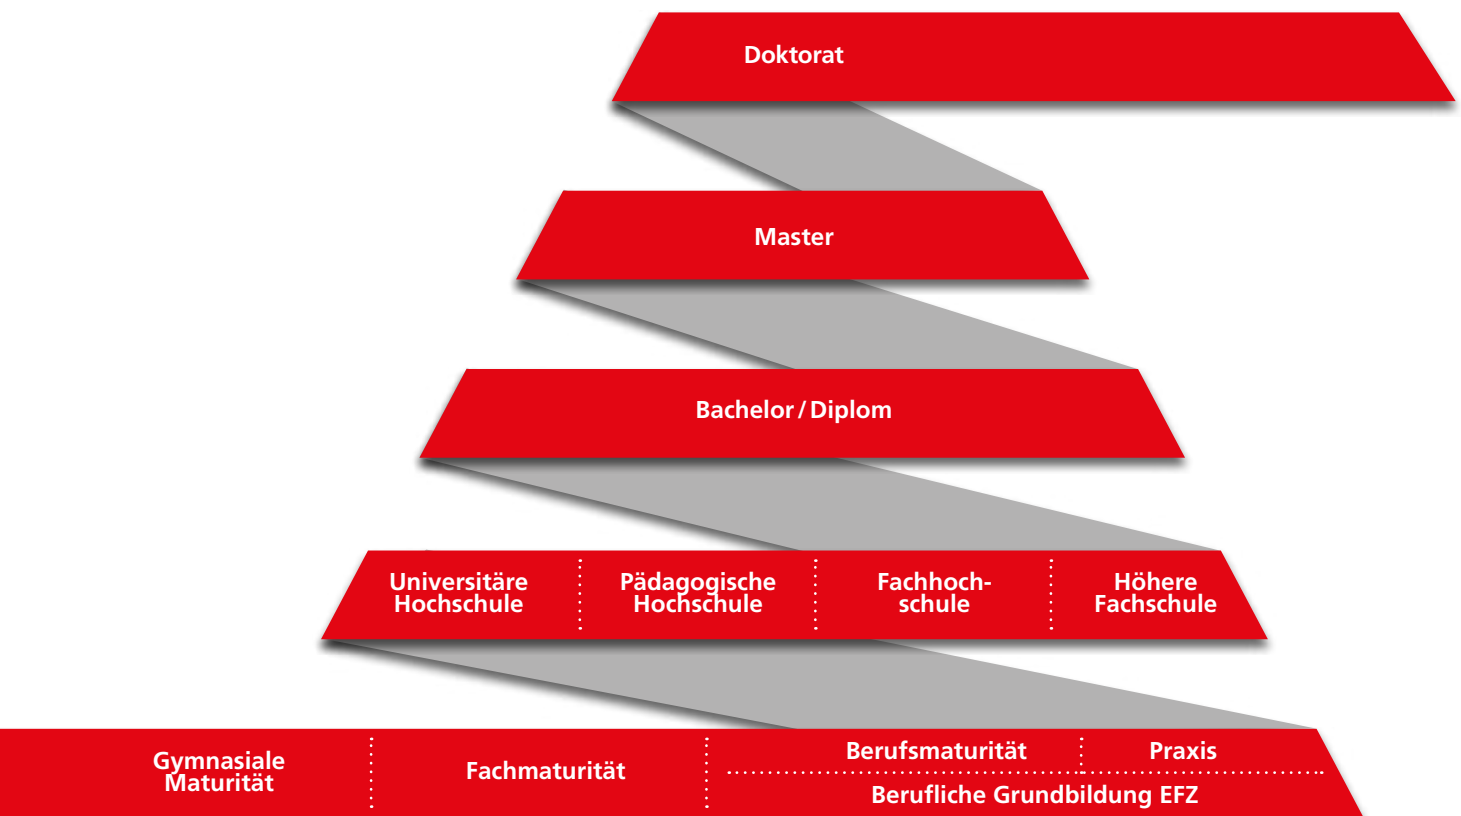 Doktorat
Master
Bachelor / Diplom
Universitäre
Hochschule
Pädagogische
Hochschule
Fachhoch-
schule
Höhere
Fachschule
Gymnasiale
Maturität
Fachmaturität
Berufsmaturität
Praxis
Berufliche Grundbildung EFZ